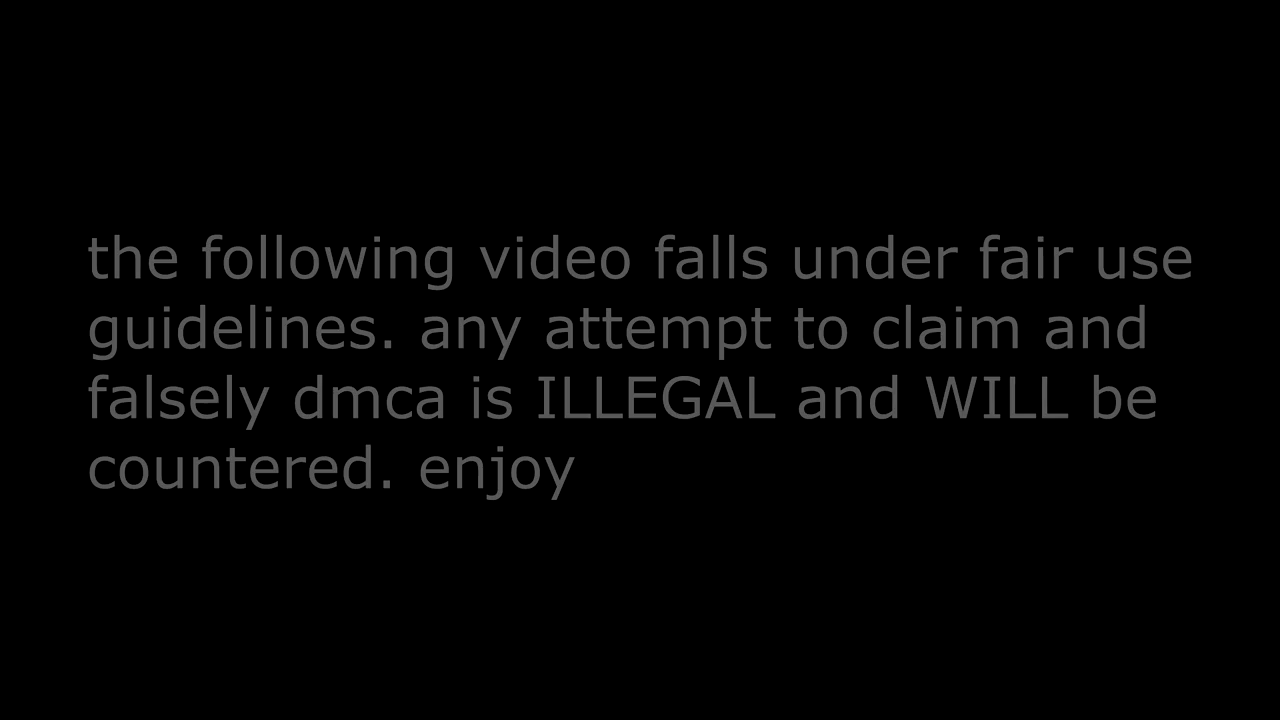 the following video falls under fair use
guidelines. any attempt to claim and
falsely dmca is ILLEGAL and WILL be
countered. enjoy